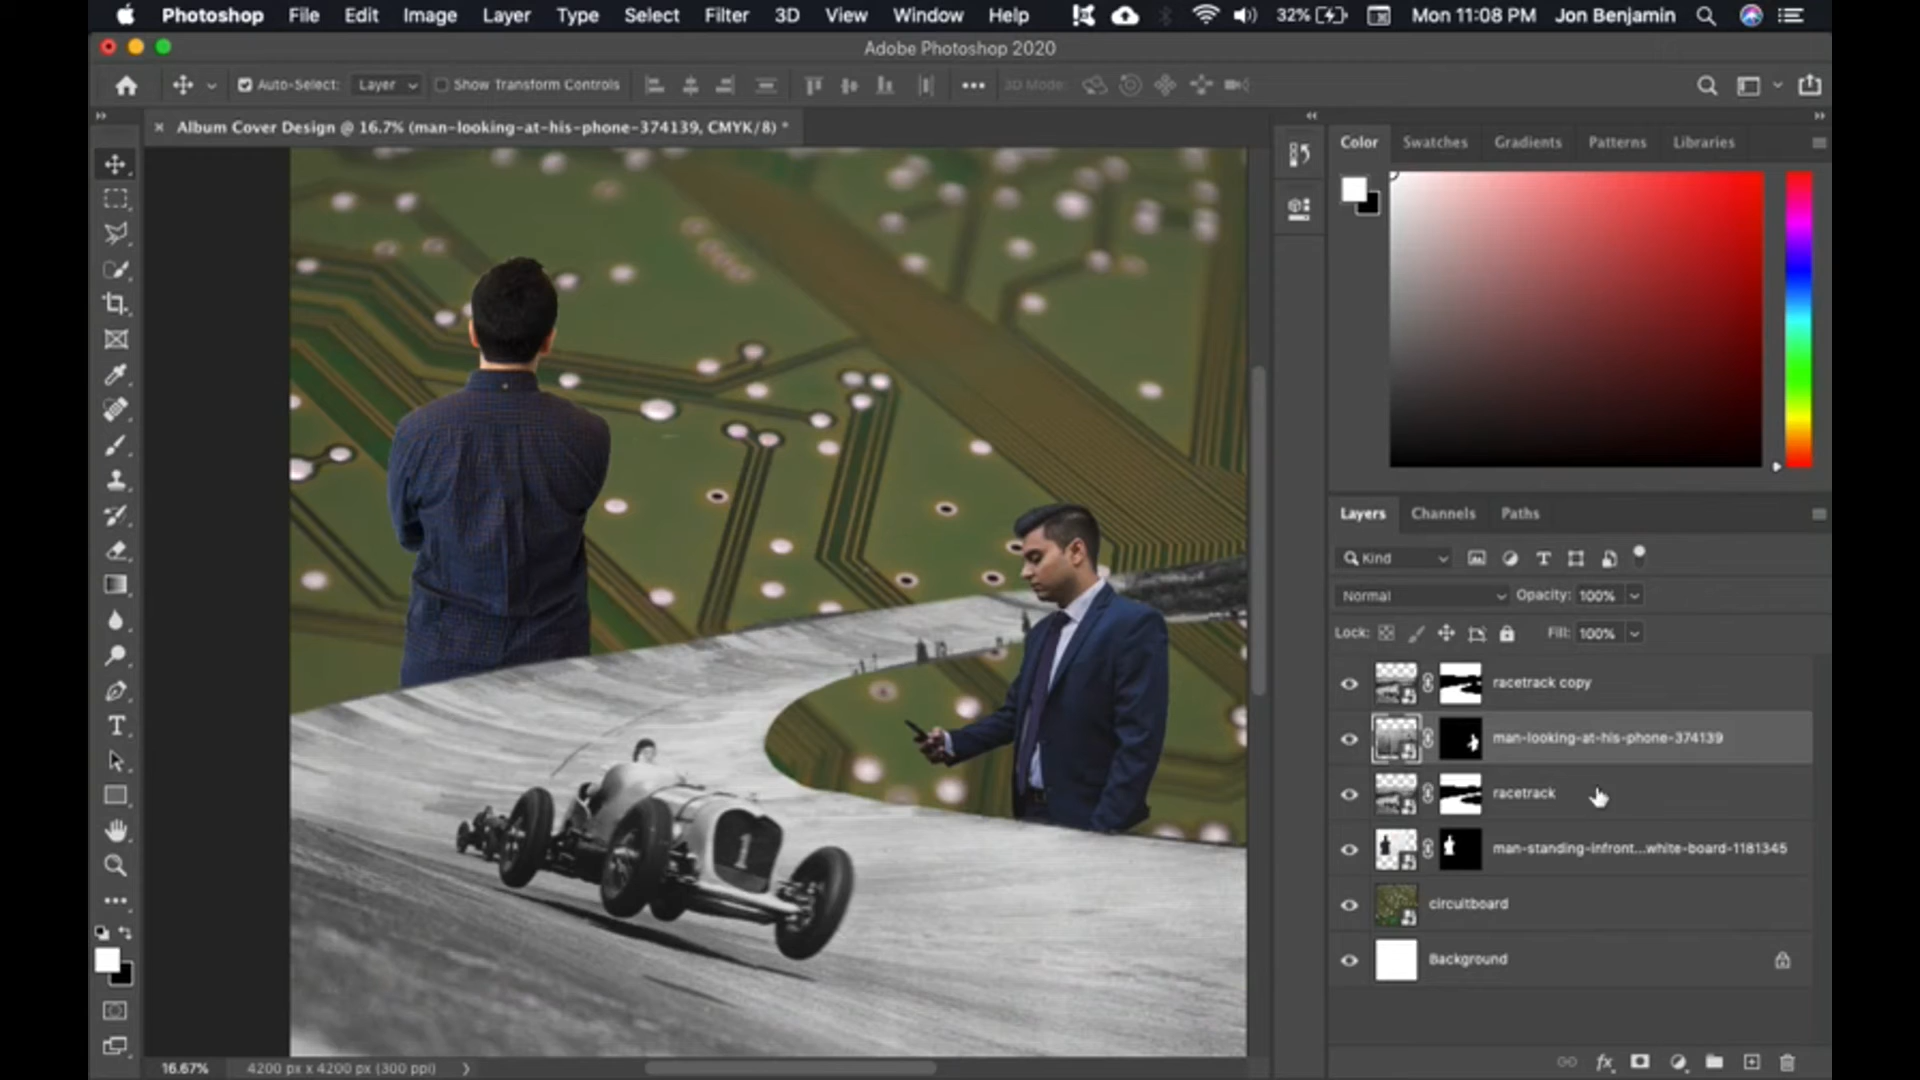 Photoshop File Edit Image Layer Type Select Filter 3D View Window Help 32% Mon 11:08 PM Jon Benjamin
Adobe Photoshop 2020
Auto-Select: Layer Show Transform Controls 3D Mode:
Album Cover Design @ 16.7% (man-looking-at-his-phone-374139, CMYK/8) *
Color Swatches Gradients Patterns Libraries
Layers Channels Paths
Kind
Normal Opacity: 100%
Lock: Fill: 100%
racetrack copy
man-looking-at-his-phone-374139
racetrack
man-standing-infront...white-board-1181345
circuitboard
Background
1
16.67% 4200 px x 4200 px (300 ppi)